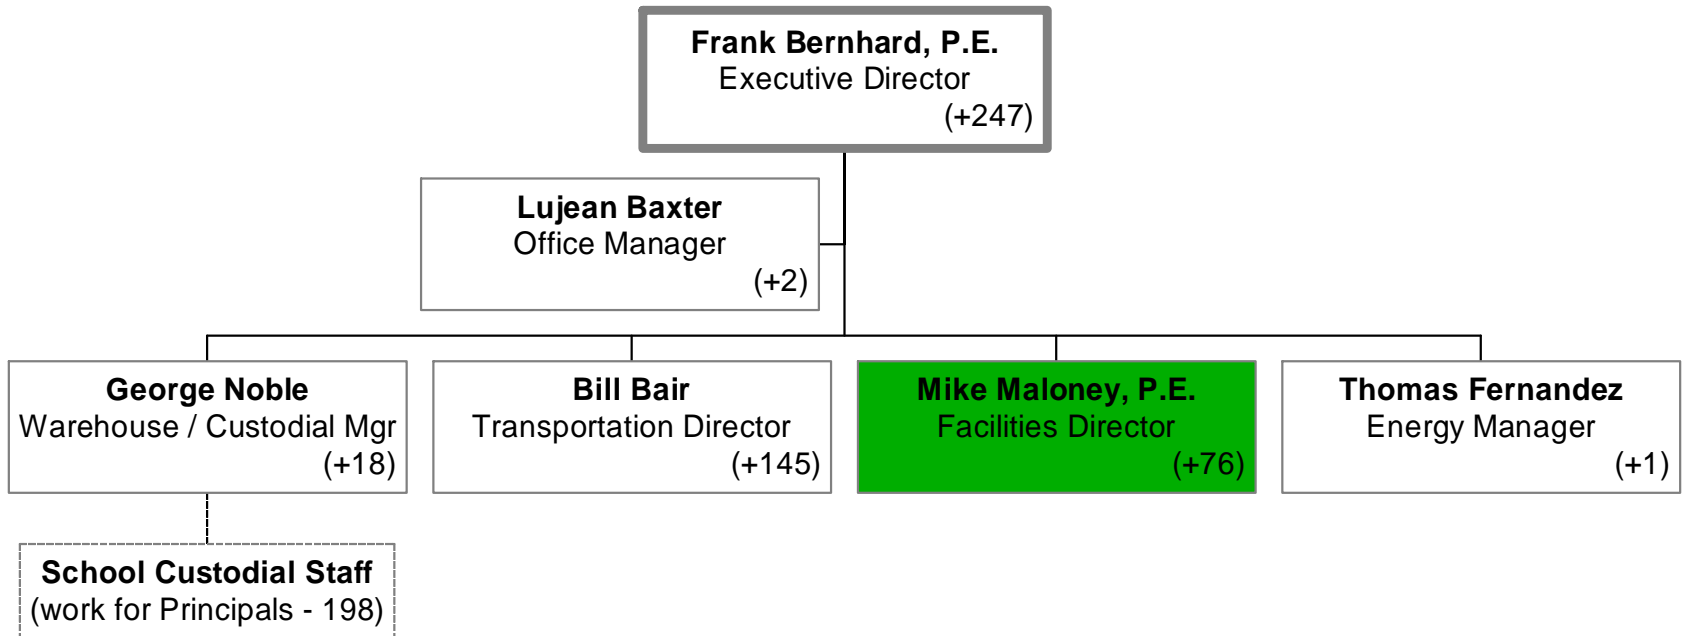 Frank Bernhard, P.E.
Executive Director
(+247)
Lujean Baxter
Office Manager
(+2)
George Noble
Warehouse / Custodial Mgr
(+18)
Bill Bair
Transportation Director
(+145)
Mike Maloney, P.E.
Facilities Director
(+76)
Thomas Fernandez
Energy Manager
(+1)
School Custodial Staff
(work for Principals - 198)